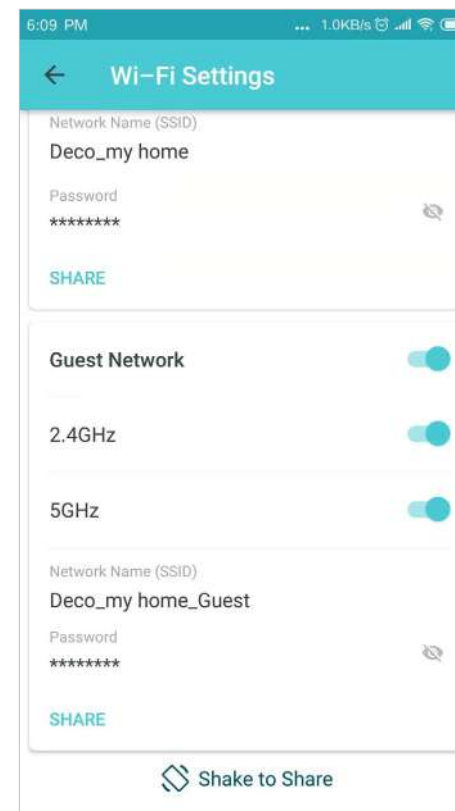 6:09 PM ... 1.0KB/s
Wi-Fi Settings
Network Name (SSID)
Deco_my home
Password
********
SHARE
Guest Network
2.4GHz
5GHz
Network Name (SSID)
Deco_my home_Guest
Password
********
SHARE
Shake to Share